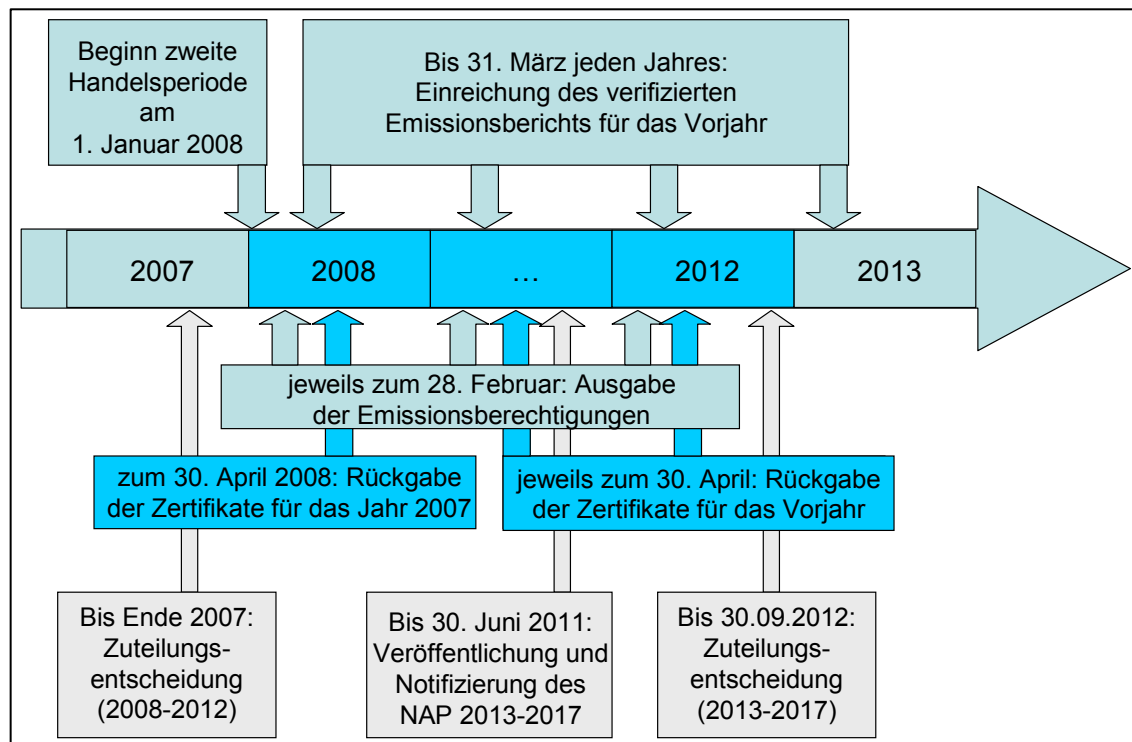 Beginn zweite
Handelsperiode
am
1. Januar 2008
Bis 31. März jeden Jahres:
Einreichung des verifizierten
Emissionsberichts für das Vorjahr
2007
2008
...
2012
2013
jeweils zum 28. Februar: Ausgabe
der Emissionsberechtigungen
zum 30. April 2008: Rückgabe
der Zertifikate für das Jahr 2007
jeweils zum 30. April: Rückgabe
der Zertifikate für das Vorjahr
Bis Ende 2007:
Zuteilungs-
entscheidung
(2008-2012)
Bis 30. Juni 2011:
Veröffentlichung und
Notifizierung des
NAP 2013-2017
Bis 30.09.2012:
Zuteilungs-
entscheidung
(2013-2017)